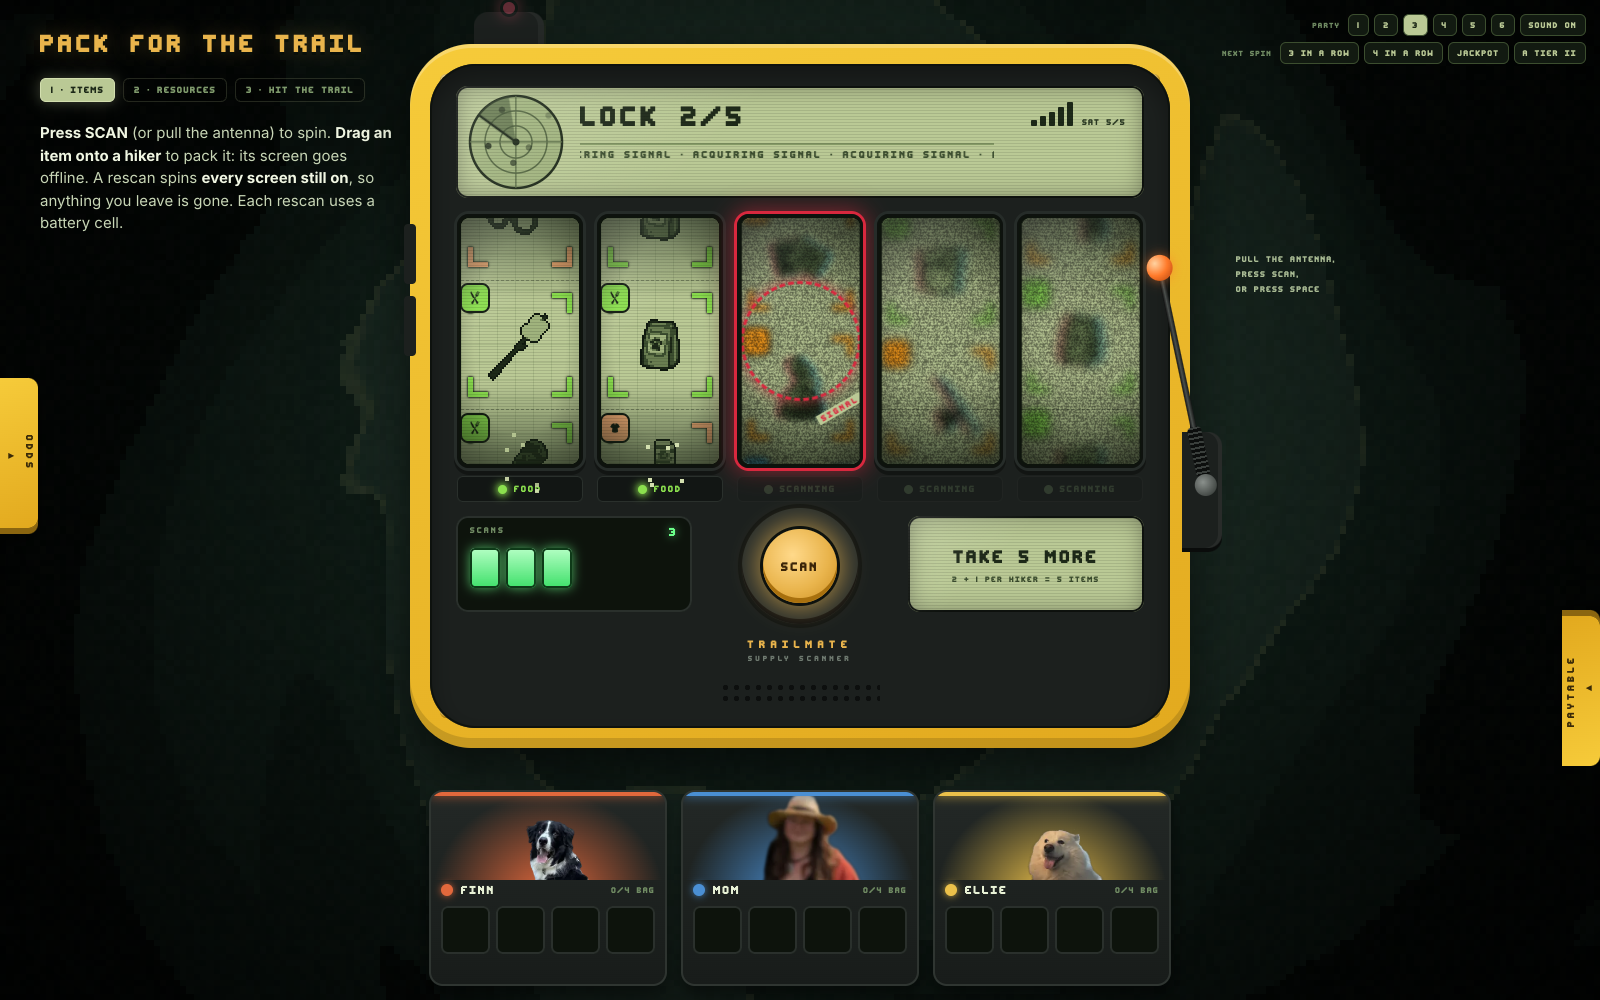 PACK FOR THE TRAIL
1 · ITEMS
2 · RESOURCES
3 · HIT THE TRAIL
Press SCAN (or pull the antenna) to spin. Drag an
item onto a hiker to pack it: its screen goes
offline. A rescan spins every screen still on, so
anything you leave is gone. Each rescan uses a
battery cell.
PARTY
1
2
3
4
5
6
SOUND ON
NEXT SPIN
3 IN A ROW
4 IN A ROW
JACKPOT
A TIER II
LOCK 2/5
SAT 5/5
RING SIGNAL · ACQUIRING SIGNAL · ACQUIRING SIGNAL ·
SIGNAL
PULL THE ANTENNA,
PRESS SCAN,
OR PRESS SPACE
ODDS
FOOD
FOOD
SCANNING
SCANNING
SCANNING
SCANS
3
SCAN
TAKE 5 MORE
2 + 1 PER HIKER = 5 ITEMS
TRAILMATE
SUPPLY SCANNER
PAYTABLE
FINN
0/4 BAG
MOM
0/4 BAG
ELLIE
0/4 BAG